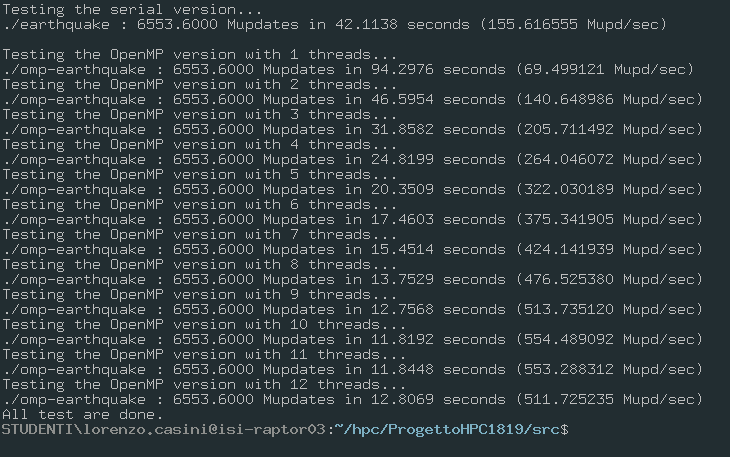 Testing the serial version...
./earthquake : 6553.6000 Mupdates in 42.1138 seconds (155.616555 Mupd/sec)
Testing the OpenMP version with 1 threads...
./omp-earthquake : 6553.6000 Mupdates in 94.2976 seconds (69.499121 Mupd/sec)
Testing the OpenMP version with 2 threads...
./omp-earthquake : 6553.6000 Mupdates in 46.5954 seconds (140.648986 Mupd/sec)
Testing the OpenMP version with 3 threads...
./omp-earthquake : 6553.6000 Mupdates in 31.8582 seconds (205.711492 Mupd/sec)
Testing the OpenMP version with 4 threads...
./omp-earthquake : 6553.6000 Mupdates in 24.8199 seconds (264.046072 Mupd/sec)
Testing the OpenMP version with 5 threads...
./omp-earthquake : 6553.6000 Mupdates in 20.3509 seconds (322.030189 Mupd/sec)
Testing the OpenMP version with 6 threads...
./omp-earthquake : 6553.6000 Mupdates in 17.4603 seconds (375.341905 Mupd/sec)
Testing the OpenMP version with 7 threads...
./omp-earthquake : 6553.6000 Mupdates in 15.4514 seconds (424.141939 Mupd/sec)
Testing the OpenMP version with 8 threads...
./omp-earthquake : 6553.6000 Mupdates in 13.7529 seconds (476.525380 Mupd/sec)
Testing the OpenMP version with 9 threads...
./omp-earthquake : 6553.6000 Mupdates in 12.7568 seconds (513.735120 Mupd/sec)
Testing the OpenMP version with 10 threads...
./omp-earthquake : 6553.6000 Mupdates in 11.8192 seconds (554.489092 Mupd/sec)
Testing the OpenMP version with 11 threads...
./omp-earthquake : 6553.6000 Mupdates in 11.8448 seconds (553.288312 Mupd/sec)
Testing the OpenMP version with 12 threads...
./omp-earthquake : 6553.6000 Mupdates in 12.8069 seconds (511.725235 Mupd/sec)
All test are done.
STUDENTI\lorenzo.casini@isi-raptor03:~/hpc/ProgettoHPC1819/src$